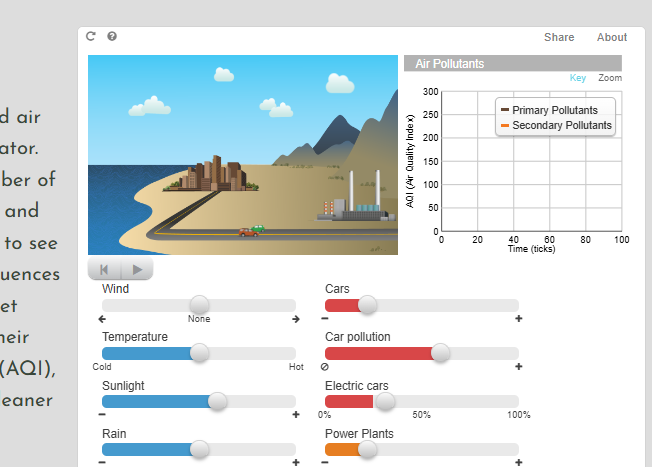 Share About
d air
ator.
ber of
and
to see
uences
et
heir
(AQI),
leaner
Air Pollutants
Key Zoom
AQI (Air Quality Index)
300
250
200
150
100
50
0
Primary Pollutants
Secondary Pollutants
0 20 40 60 80 100
Time (ticks)
Wind
None
Temperature
Cold Hot
Sunlight
Rain
Cars
Car pollution
Electric cars
0% 50% 100%
Power Plants